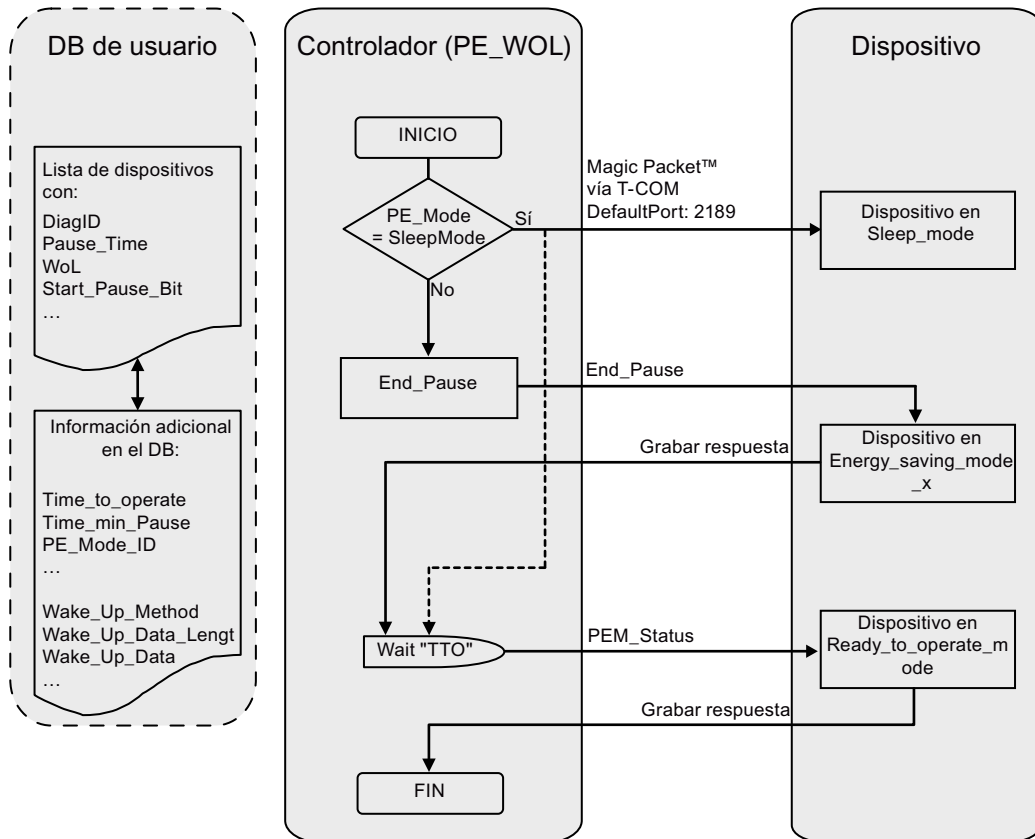 DB de usuario
Lista de dispositivos
con:
DiagID
Pause_Time
WoL
Start_Pause_Bit
...
Información adicional
en el DB:
Time_to_operate
Time_min_Pause
PE_Mode_ID
...
Wake_Up_Method
Wake_Up_Data_Lengt
Wake_Up_Data
...
Controlador (PE_WOL)
INICIO
PE_Mode
= SleepMode
Sí
No
End_Pause
Wait "TTO"
FIN
Magic Packet™
vía T-COM
DefaultPort: 2189
End_Pause
Grabar respuesta
PEM_Status
Grabar respuesta
Dispositivo
Dispositivo en
Sleep_mode
Dispositivo en
Energy_saving_mode
_x
Dispositivo en
Ready_to_operate_m
ode